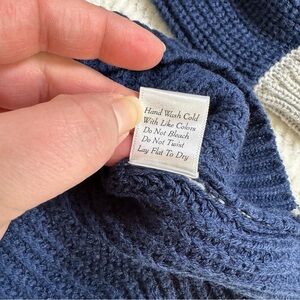 Hand Wash Cold
With Like Colors
Do Not Bleach
Do Not Twist
Lay Flat To Dry